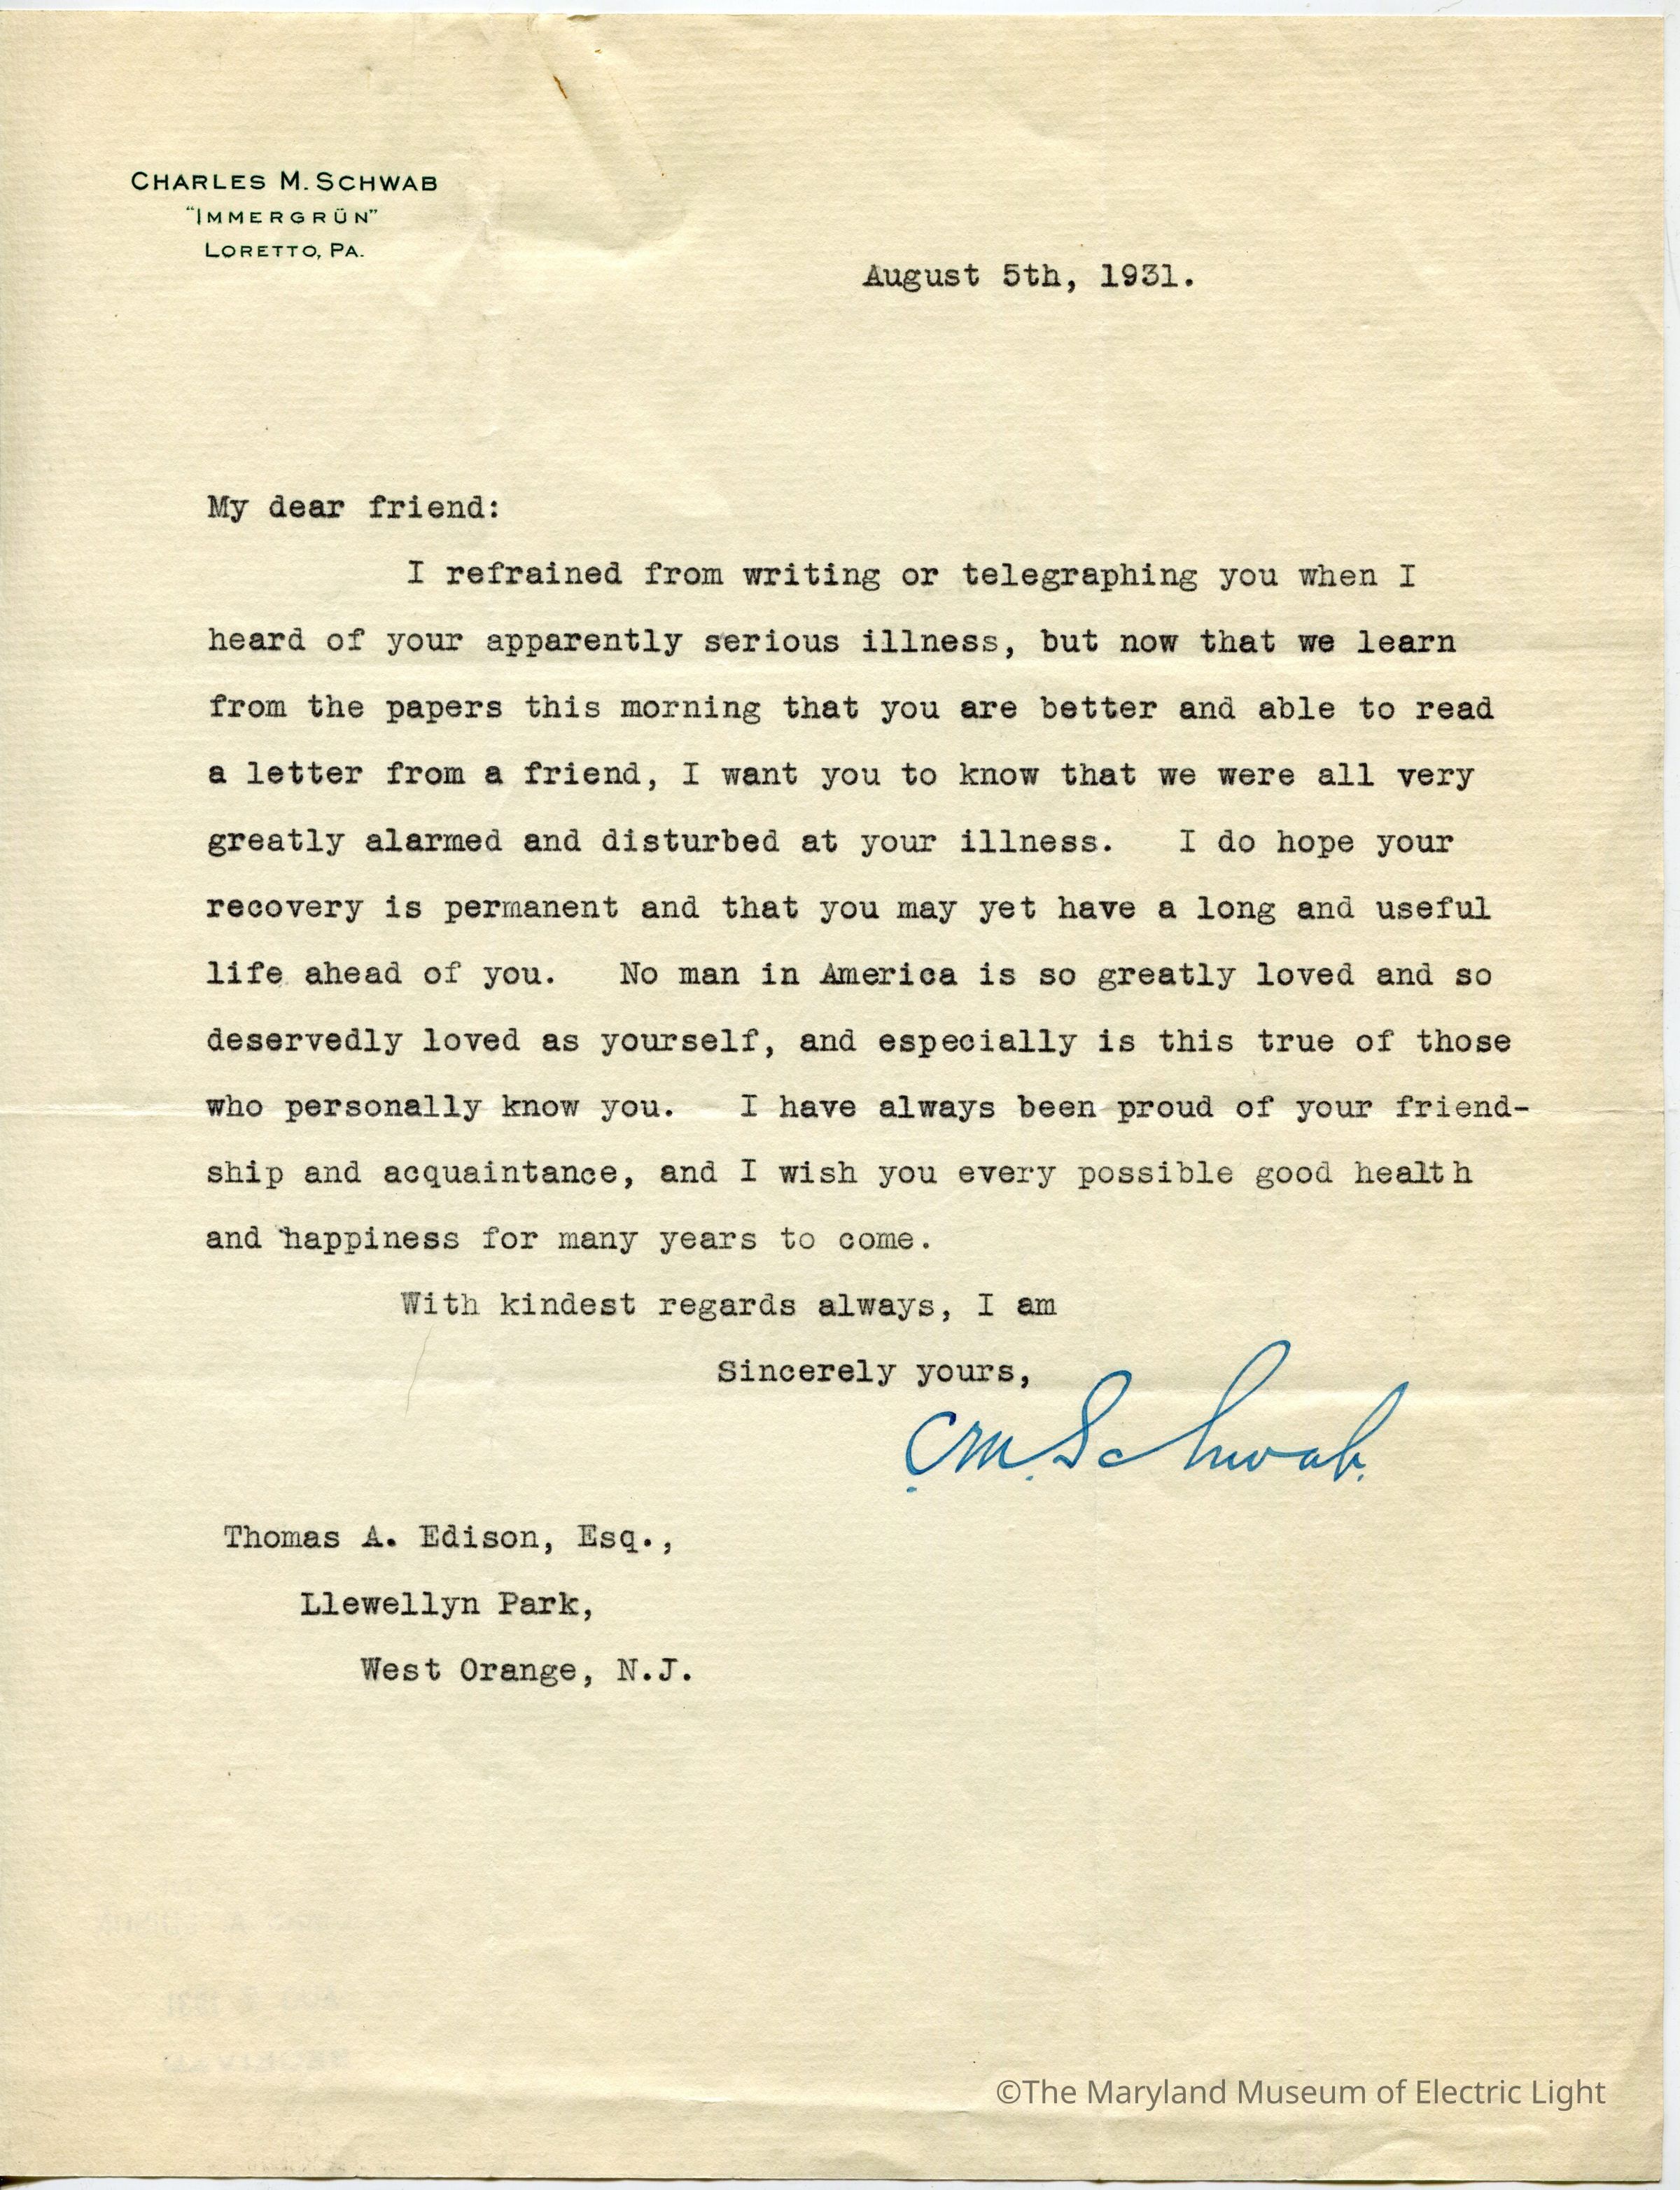 CHARLES M. SCHWAB
"IMMERGRÜN"
LORETTO, PA.
August 5th, 1931.
My dear friend:
I refrained from writing or telegraphing you when I
heard of your apparently serious illness, but now that we learn
from the papers this morning that you are better and able to read
a letter from a friend, I want you to know that we were all very
greatly alarmed and disturbed at your illness.   I do hope your
recovery is permanent and that you may yet have a long and useful
life ahead of you.   No man in America is so greatly loved and so
deservedly loved as yourself, and especially is this true of those
who personally know you.   I have always been proud of your friend-
ship and acquaintance, and I wish you every possible good health
and happiness for many years to come.
With kindest regards always, I am
Sincerely yours,
C.M. Schwab.
Thomas A. Edison, Esq.,
Llewellyn Park,
West Orange, N.J.
©The Maryland Museum of Electric Light